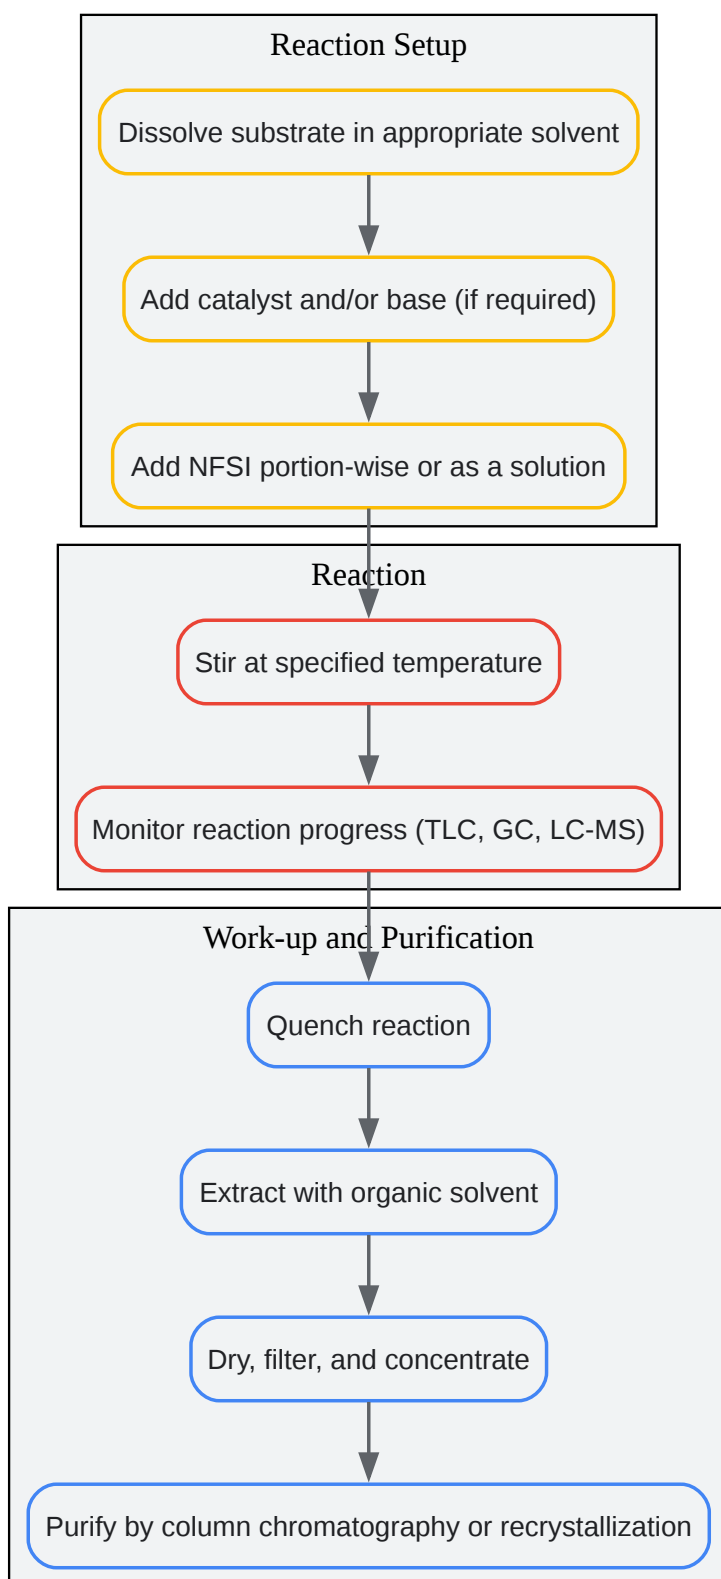 Reaction Setup
Dissolve substrate in appropriate solvent
Add catalyst and/or base (if required)
Add NFSI portion-wise or as a solution
Reaction
Stir at specified temperature
Monitor reaction progress (TLC, GC, LC-MS)
Work-up and Purification
Quench reaction
Extract with organic solvent
Dry, filter, and concentrate
Purify by column chromatography or recrystallization